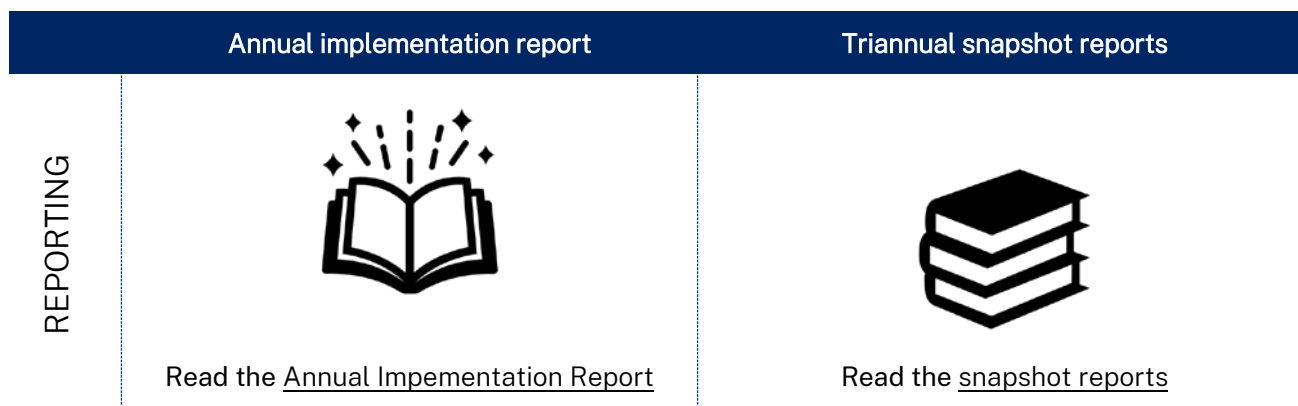 Annual implementation report
Triannual snapshot reports
REPORTING
Read the Annual Impementation Report
Read the snapshot reports